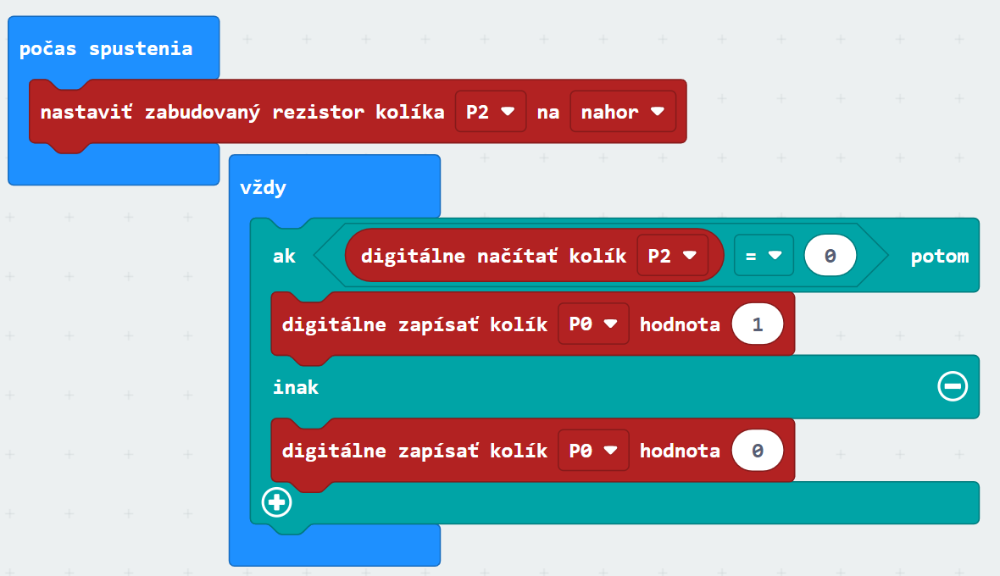 počas spustenia
nastaviť zabudovaný rezistor kolíka P2 na nahor
vždy
ak digitálne načítať kolík P2 = 0 potom
digitálne zapísať kolík P0 hodnota 1
inak
digitálne zapísať kolík P0 hodnota 0